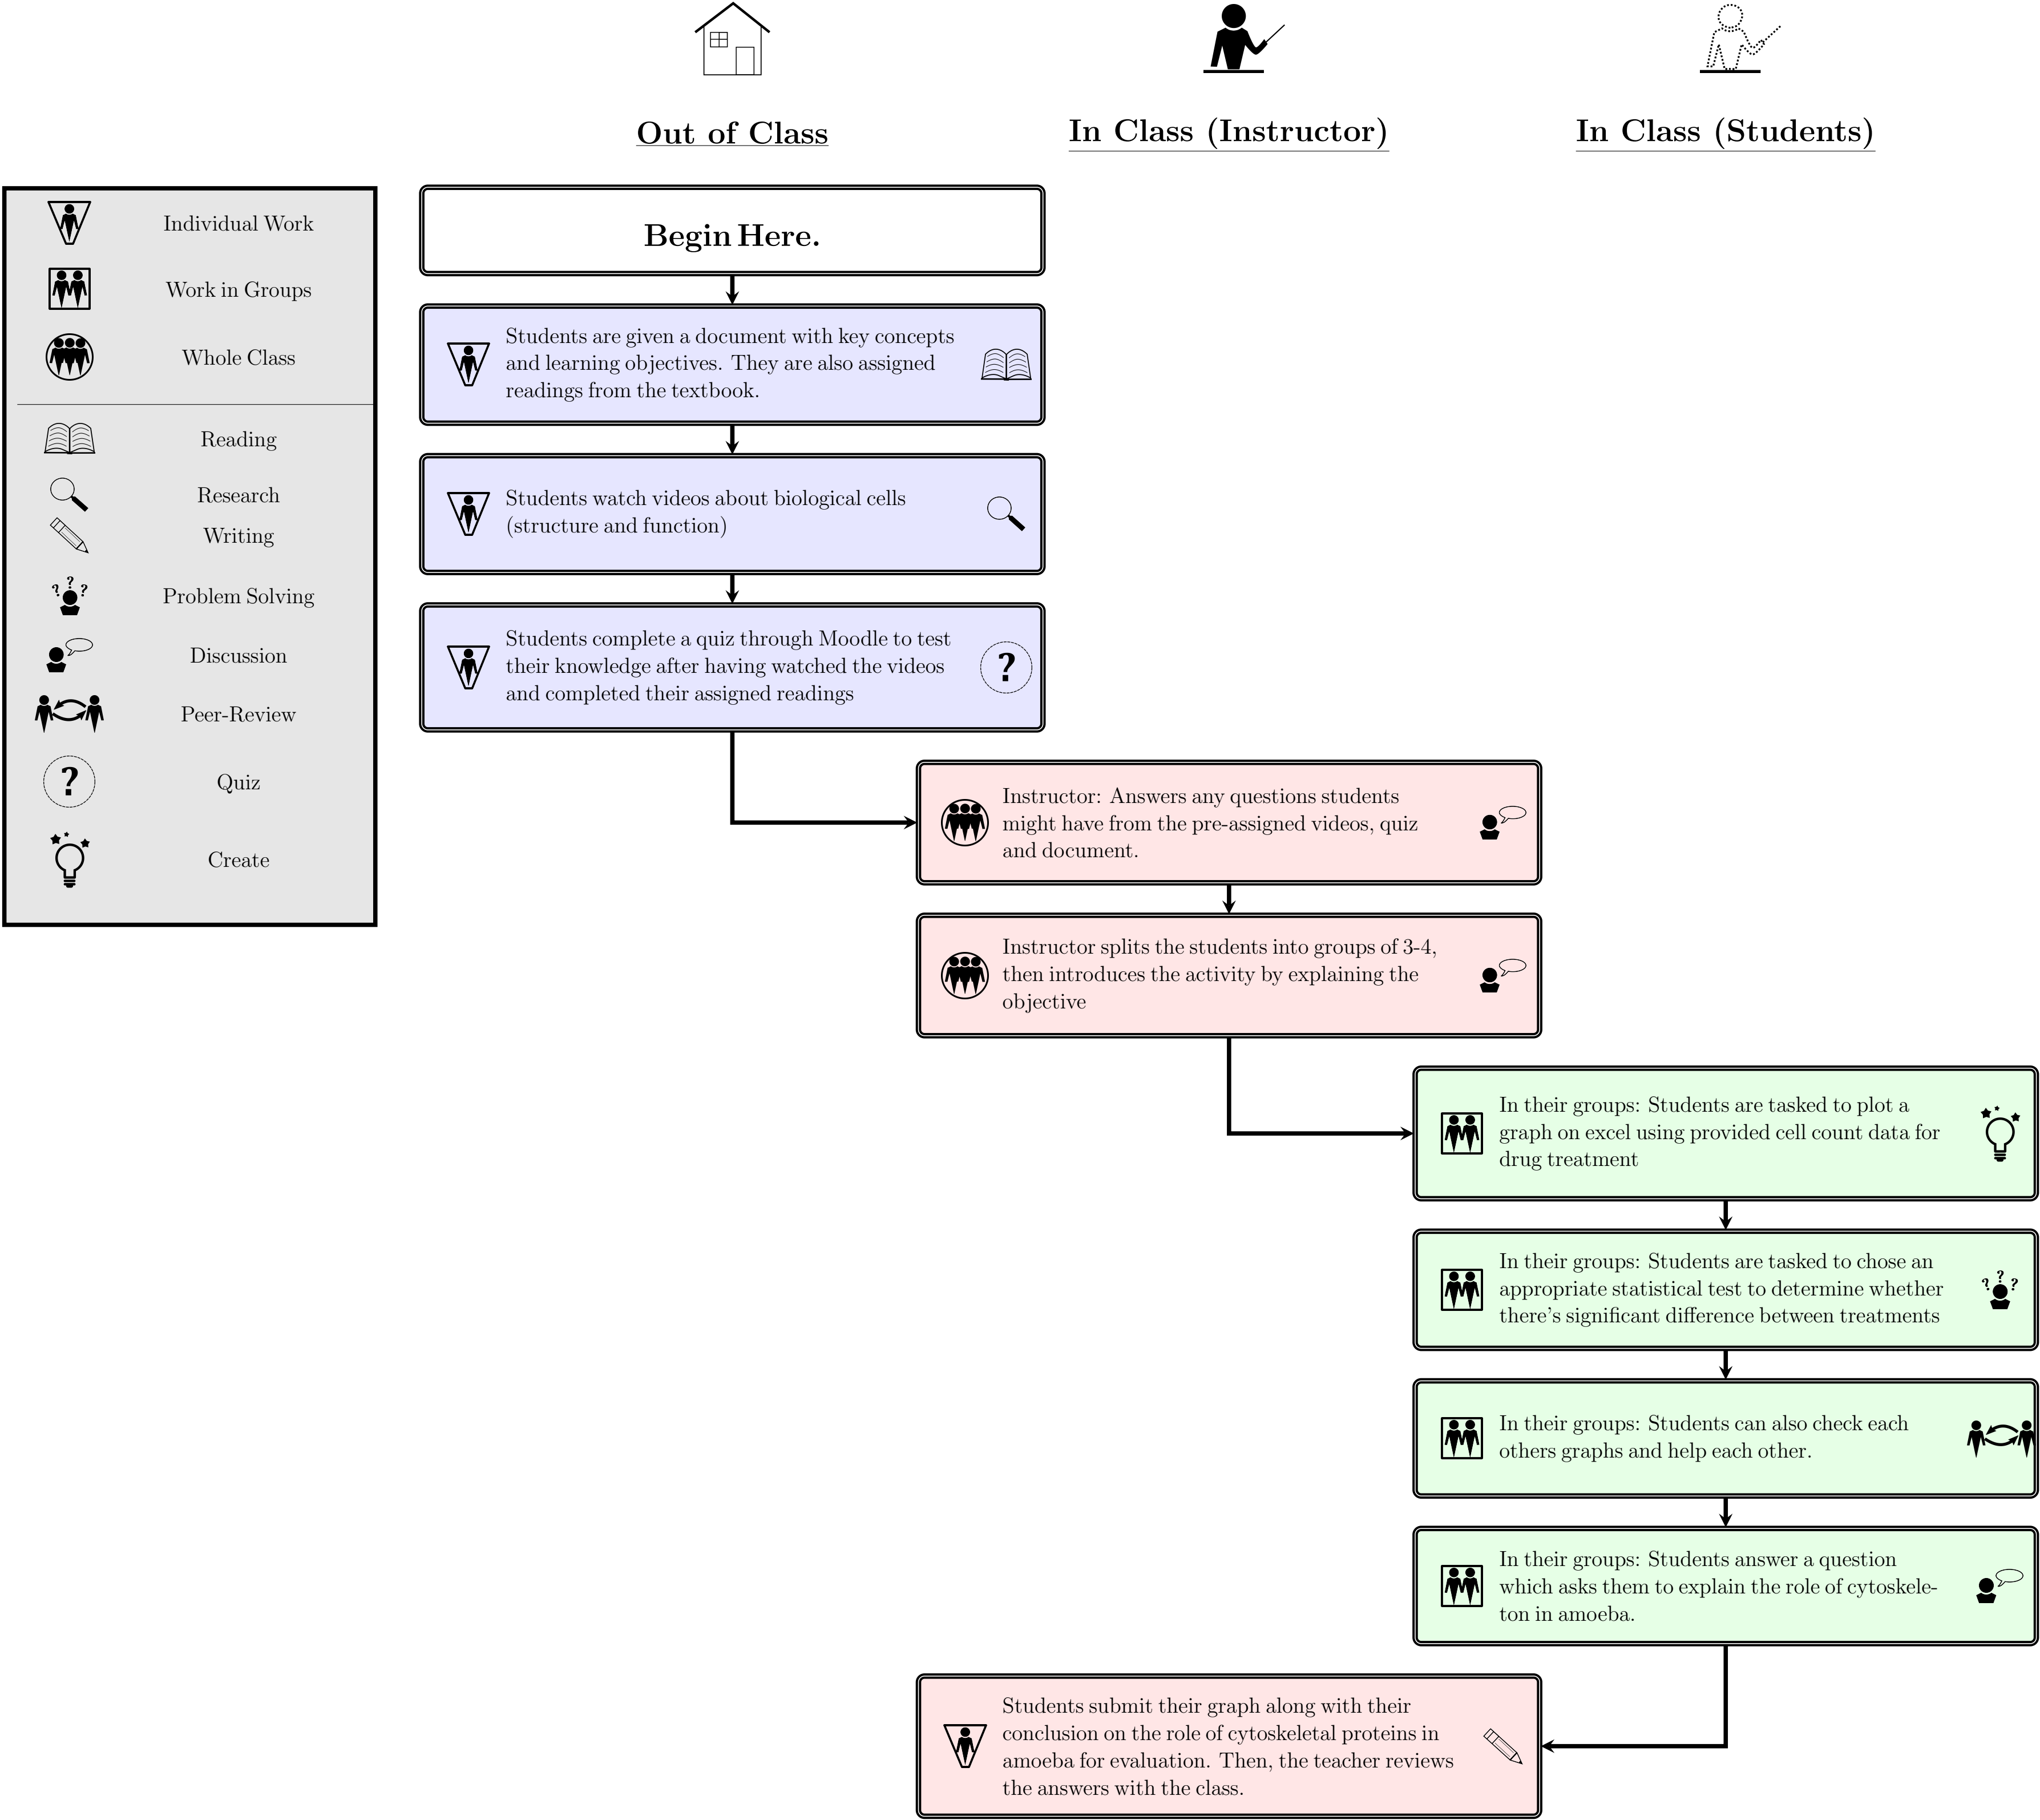 Out of Class
In Class (Instructor)
In Class (Students)
Individual Work
Work in Groups
Whole Class
Reading
Research
Writing
Problem Solving
Discussion
Peer-Review
Quiz
Create
Begin Here.
Students are given a document with key concepts
and learning objectives. They are also assigned
readings from the textbook.
Students watch videos about biological cells
(structure and function)
Students complete a quiz through Moodle to test
their knowledge after having watched the videos
and completed their assigned readings
Instructor: Answers any questions students
might have from the pre-assigned videos, quiz
and document.
Instructor splits the students into groups of 3-4,
then introduces the activity by explaining the
objective
In their groups: Students are tasked to plot a
graph on excel using provided cell count data for
drug treatment
In their groups: Students are tasked to chose an
appropriate statistical test to determine whether
there's significant difference between treatments
In their groups: Students can also check each
others graphs and help each other.
In their groups: Students answer a question
which asks them to explain the role of cytoskele-
ton in amoeba.
Students submit their graph along with their
conclusion on the role of cytoskeletal proteins in
amoeba for evaluation. Then, the teacher reviews
the answers with the class.